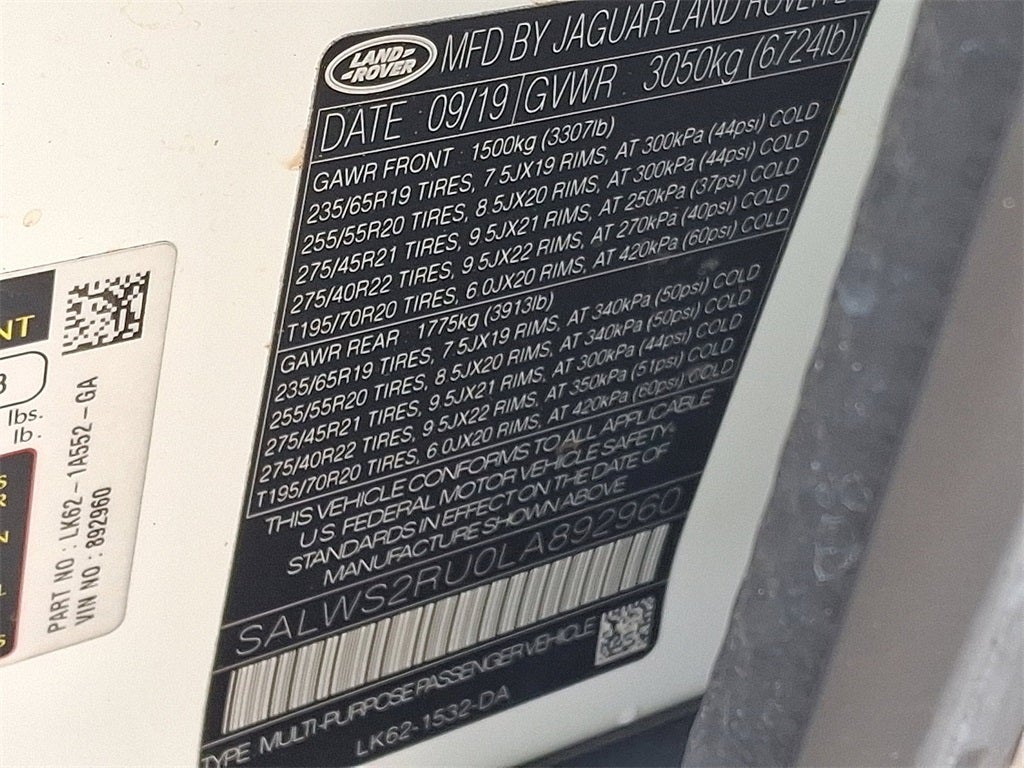 LAND
ROVER
MFD BY JAGUAR LAND ROVER
DATE : 09/19 GVWR : 3050kg (6724lb)
GAWR FRONT : 1500kg (3307lb)
235/65R19 TIRES, 7.5JX19 RIMS, AT 300kPa (44psi) COLD
255/55R20 TIRES, 8.5JX20 RIMS, AT 300kPa (44psi) COLD
275/45R21 TIRES, 9.5JX21 RIMS, AT 250kPa (37psi) COLD
275/40R22 TIRES, 9.5JX22 RIMS, AT 270kPa (40psi) COLD
T195/70R20 TIRES, 6.0JX20 RIMS, AT 420kPa (60psi) COLD
GAWR REAR : 1775kg (3913lb)
235/65R19 TIRES, 7.5JX19 RIMS, AT 340kPa (50psi) COLD
255/55R20 TIRES, 8.5JX20 RIMS, AT 340kPa (50psi) COLD
275/45R21 TIRES, 9.5JX21 RIMS, AT 300kPa (44psi) COLD
275/40R22 TIRES, 9.5JX22 RIMS, AT 350kPa (51psi) COLD
T195/70R20 TIRES, 6.0JX20 RIMS, AT 420kPa (60psi) COLD
THIS VEHICLE CONFORMS TO ALL APPLICABLE
U.S. FEDERAL MOTOR VEHICLE SAFETY
STANDARDS IN EFFECT ON THE DATE OF
MANUFACTURE SHOWN ABOVE
SALWS2RU0LA892960
TYPE MULTI-PURPOSE PASSENGER VEHICLE
LK62-1532-DA
NT
lbs.
lb.
PART NO : LK62-1A552-GA
VIN NO : 892960